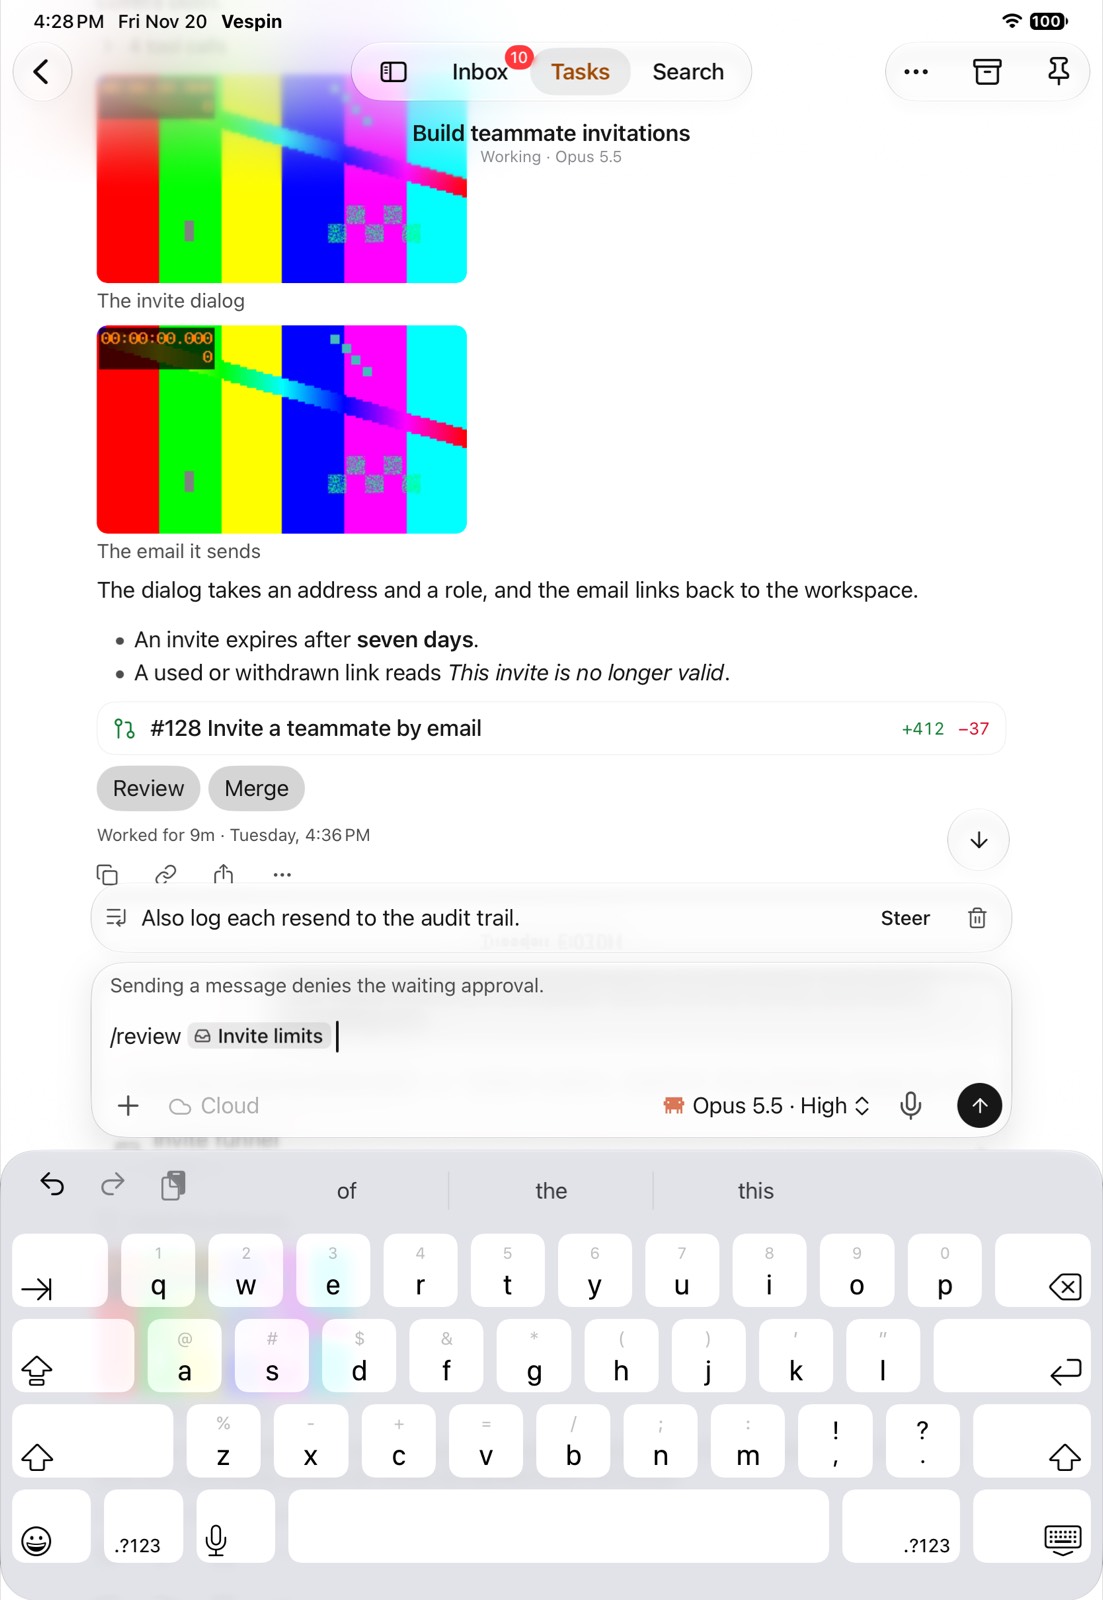 4:28 PM Fri Nov 20 Vespin
100
Inbox 10 Tasks Search
Build teammate invitations
Working · Opus 5.5
The invite dialog
00:00:00.000
0
The email it sends
The dialog takes an address and a role, and the email links back to the workspace.
• An invite expires after seven days.
• A used or withdrawn link reads This invite is no longer valid.
#128 Invite a teammate by email +412 −37
Review Merge
Worked for 9m · Tuesday, 4:36 PM
Also log each resend to the audit trail. Steer
Sending a message denies the waiting approval.
/review Invite limits
Cloud Opus 5.5 · High
of the this
1 2 3 4 5 6 7 8 9 0
q w e r t y u i o p
@ # $ & * ( ) ' "
a s d f g h j k l
% - + = / ; : ! ?
z x c v b n m , .
.?123 .?123